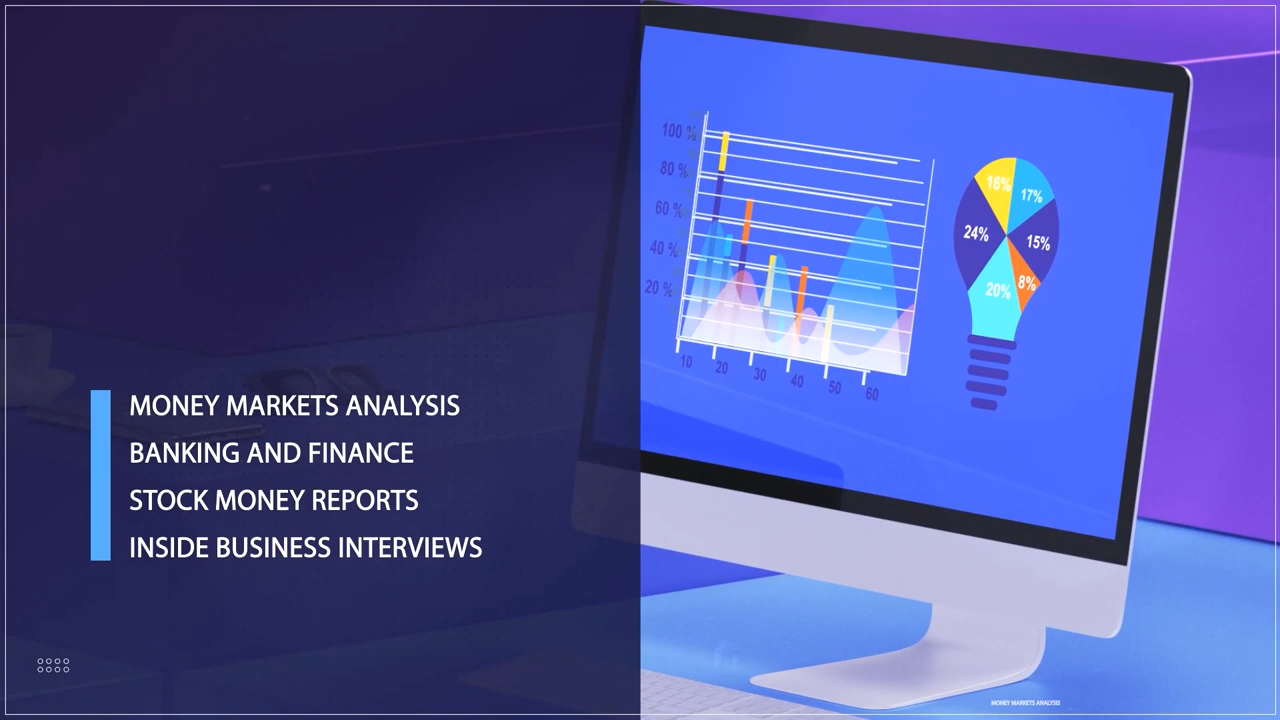 MONEY MARKETS ANALYSIS
BANKING AND FINANCE
STOCK MONEY REPORTS
INSIDE BUSINESS INTERVIEWS
100 %
80 %
60 %
40 %
20 %
10 20 30 40 50 60
16% 17%
24% 15%
20% 8%
MONEY MARKETS ANALYSIS